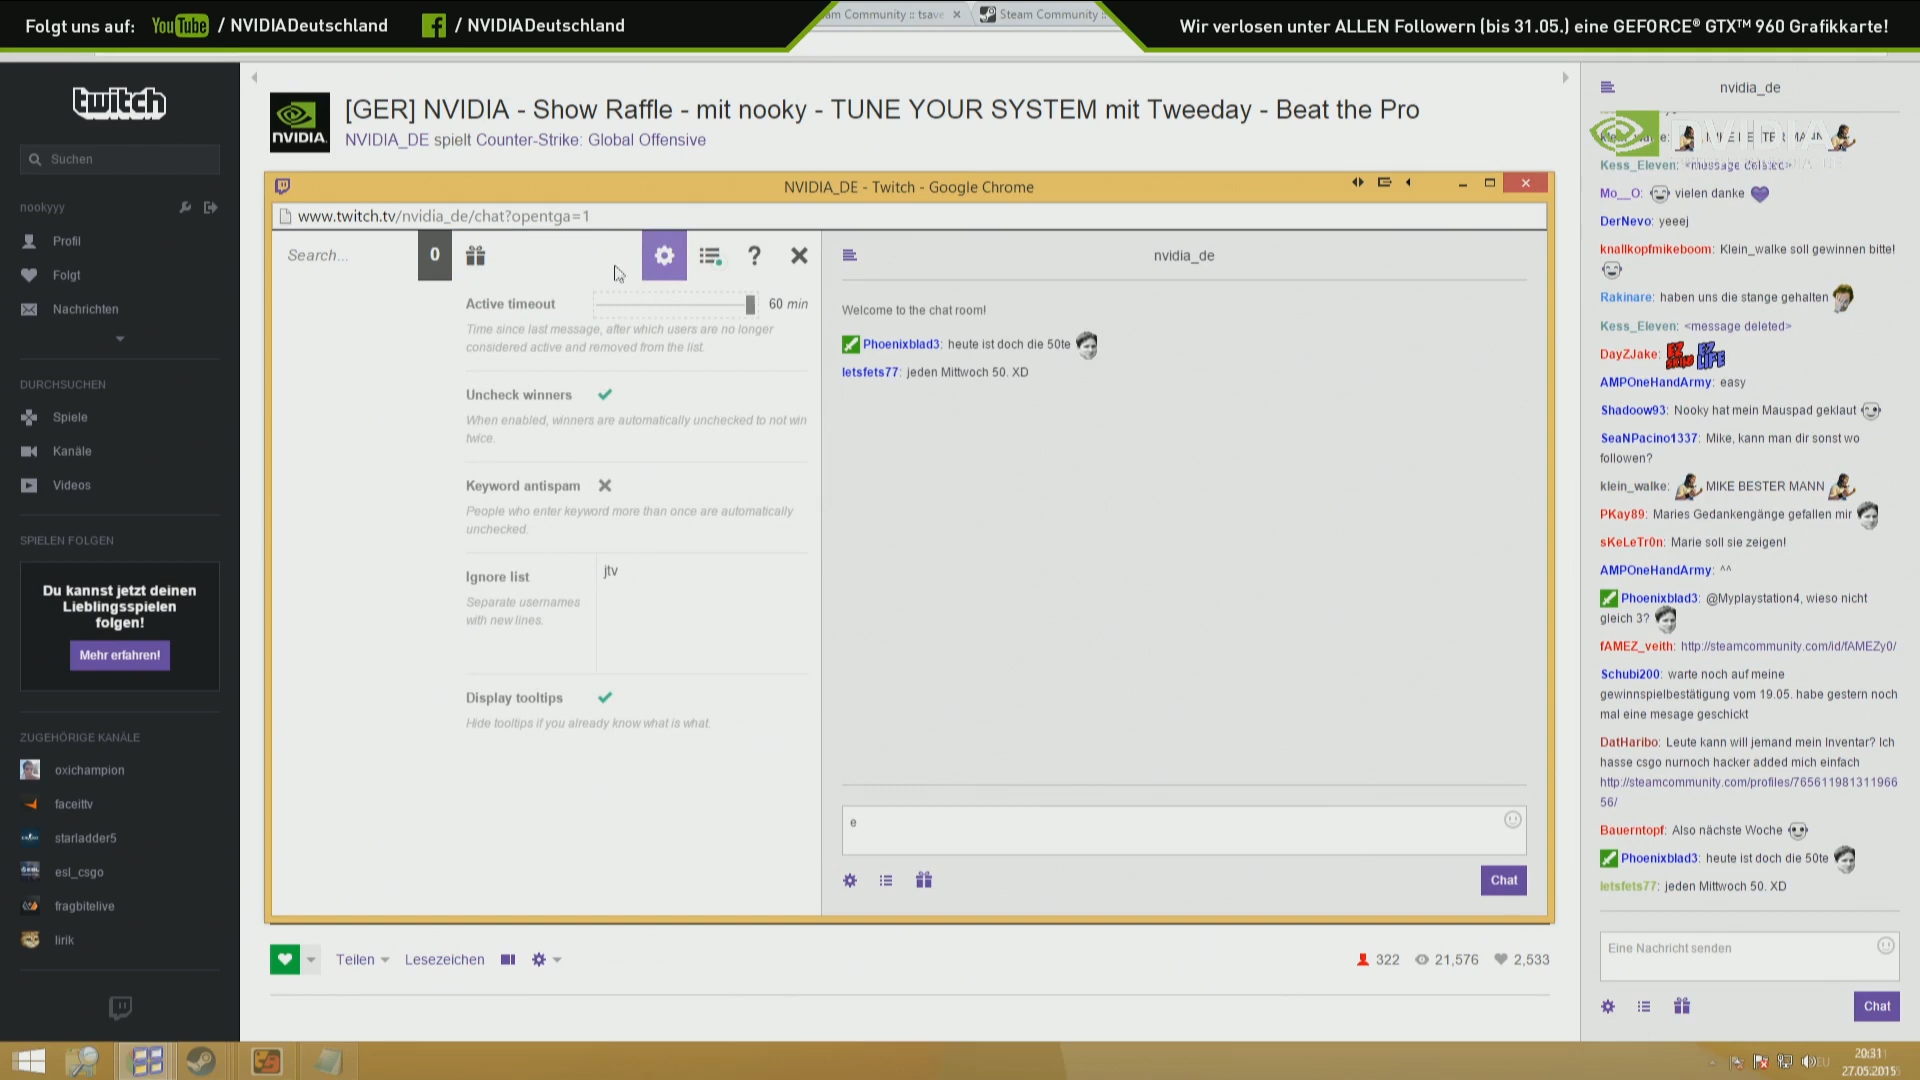 Folgt uns auf: YouTube / NVIDIADeutschland / NVIDIADeutschland
am Community :: tsave
Steam Community ::
Wir verlosen unter ALLEN Followern (bis 31.05.) eine GEFORCE® GTX™ 960 Grafikkarte!
twitch
Suchen
nookyyy
Profil
Folgt
Nachrichten
DURCHSUCHEN
Spiele
Kanäle
Videos
SPIELEN FOLGEN
Du kannst jetzt deinen
Lieblingsspielen
folgen!
Mehr erfahren!
ZUGEHÖRIGE KANÄLE
oxichampion
faceittv
starladder5
esl_csgo
fragbitelive
lirik
NVIDIA.
[GER] NVIDIA - Show Raffle - mit nooky - TUNE YOUR SYSTEM mit Tweeday - Beat the Pro
NVIDIA_DE spielt Counter-Strike: Global Offensive
NVIDIA_DE - Twitch - Google Chrome
www.twitch.tv/nvidia_de/chat?opentga=1
Search...
0
Active timeout
60 min
Time since last message, after which users are no longer
considered active and removed from the list.
Uncheck winners
When enabled, winners are automatically unchecked to not win
twice.
Keyword antispam
People who enter keyword more than once are automatically
unchecked.
Ignore list
jtv
Separate usernames
with new lines.
Display tooltips
Hide tooltips if you already know what is what.
nvidia_de
Welcome to the chat room!
Phoenixblad3: heute ist doch die 50te
letsfets77: jeden Mittwoch 50. XD
e
Chat
Teilen
Lesezeichen
322
21,576
2,533
nvidia_de
NVIDIA
MIKE BESTER MANN
Kess_Eleven: <message deleted>
Mo__O: vielen danke
DerNevo: yeeej
knallkopfmikeboom: Klein_walke soll gewinnen bitte!
Rakinare: haben uns die stange gehalten
Kess_Eleven: <message deleted>
DayZJake: EZ SKINS EZ LIFE
AMPOneHandArmy: easy
Shadoow93: Nooky hat mein Mauspad geklaut
SeaNPacino1337: Mike, kann man dir sonst wo
followen?
klein_walke: MIKE BESTER MANN
PKay89: Maries Gedankengänge gefallen mir
sKeLeTr0n: Marie soll sie zeigen!
AMPOneHandArmy: ^^
Phoenixblad3: @Myplaystation4, wieso nicht
gleich 3?
fAMEZ_veith: http://steamcommunity.com/id/fAMEZy0/
Schubi200: warte noch auf meine
gewinnspielbestätigung vom 19.05. habe gestern noch
mal eine mesage geschickt
DatHaribo: Leute kann will jemand mein Inventar? Ich
hasse csgo nurnoch hacker added mich einfach
http://steamcommunity.com/profiles/765611981311966
56/
Bauerntopf: Also nächste Woche
Phoenixblad3: heute ist doch die 50te
letsfets77: jeden Mittwoch 50. XD
Eine Nachricht senden
Chat
20:31
27.05.2015